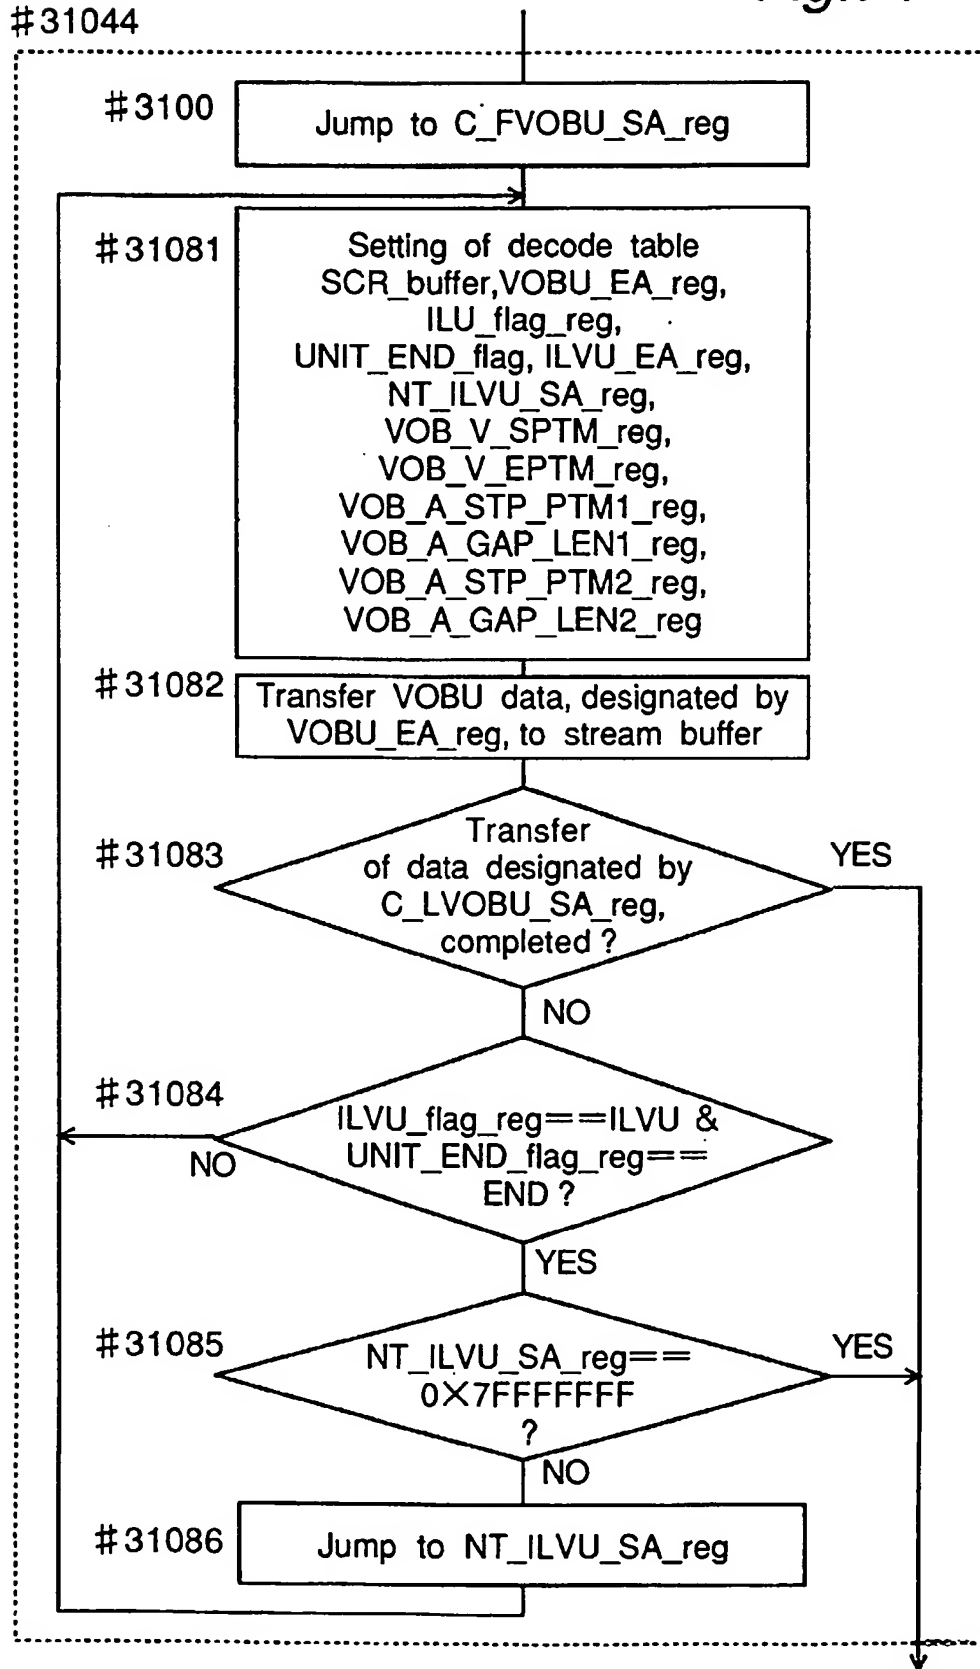 #31044
#3100
Jump to C_FVOBU_SA_reg
#31081
Setting of decode table
SCR_buffer,VOBU_EA_reg,
ILU_flag_reg,
UNIT_END_flag, ILVU_EA_reg,
NT_ILVU_SA_reg,
VOB_V_SPTM_reg,
VOB_V_EPTM_reg,
VOB_A_STP_PTM1_reg,
VOB_A_GAP_LEN1_reg,
VOB_A_STP_PTM2_reg,
VOB_A_GAP_LEN2_reg
#31082
Transfer VOBU data, designated by
VOBU_EA_reg, to stream buffer
#31083
Transfer
of data designated by
C_LVOBU_SA_reg,
completed ?
YES
NO
#31084
ILVU_flag_reg==ILVU &
UNIT_END_flag_reg==
END ?
NO
YES
#31085
NT_ILVU_SA_reg==
0X7FFFFFFF
?
YES
NO
#31086
Jump to NT_ILVU_SA_reg